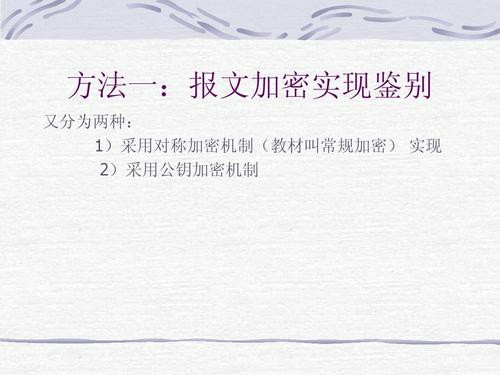 方法一：报文加密实现鉴别
又分为两种：
1）采用对称加密机制（教材叫常规加密） 实现
2）采用公钥加密机制